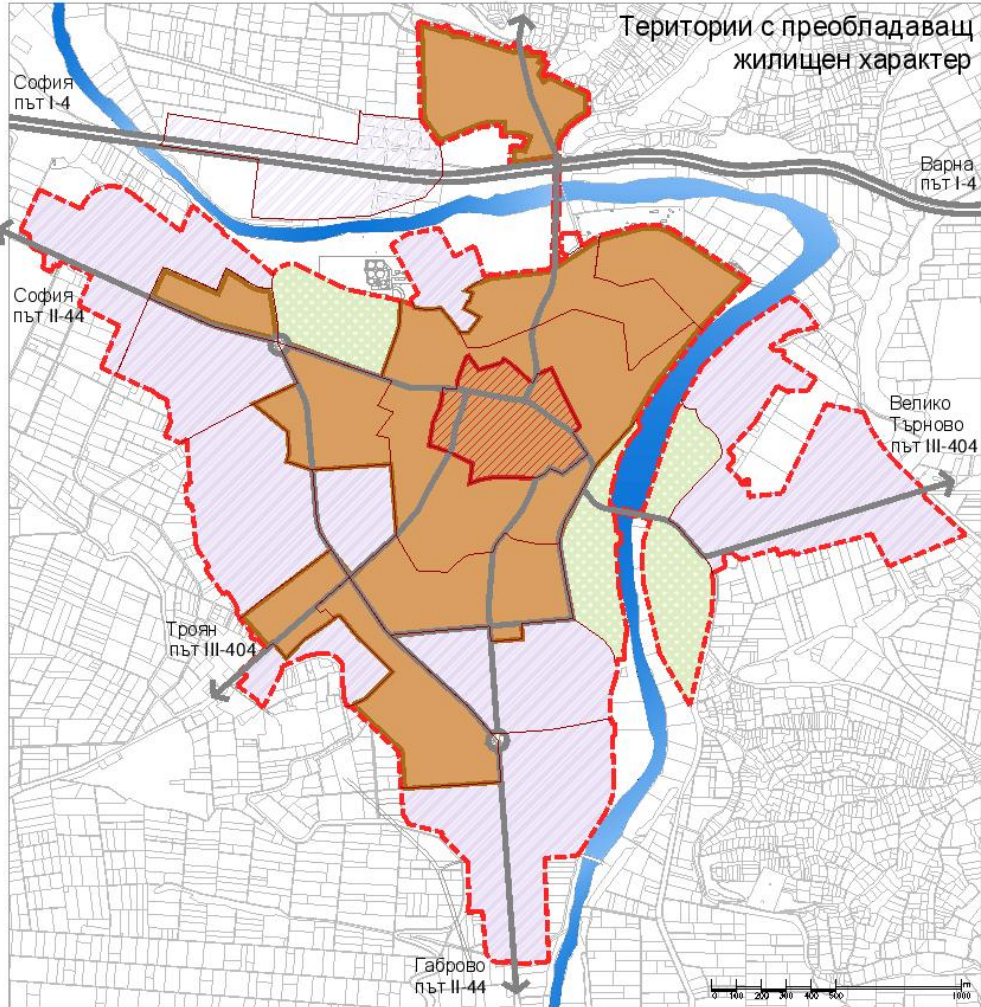 Територии с преобладаващ
жилищен характер
София
път I-4
Варна
път I-4
София
път II-44
Велико
Търново
път III-404
Троян
път III-404
Габрово
път II-44
m
0 100 200 300 400 500 1000